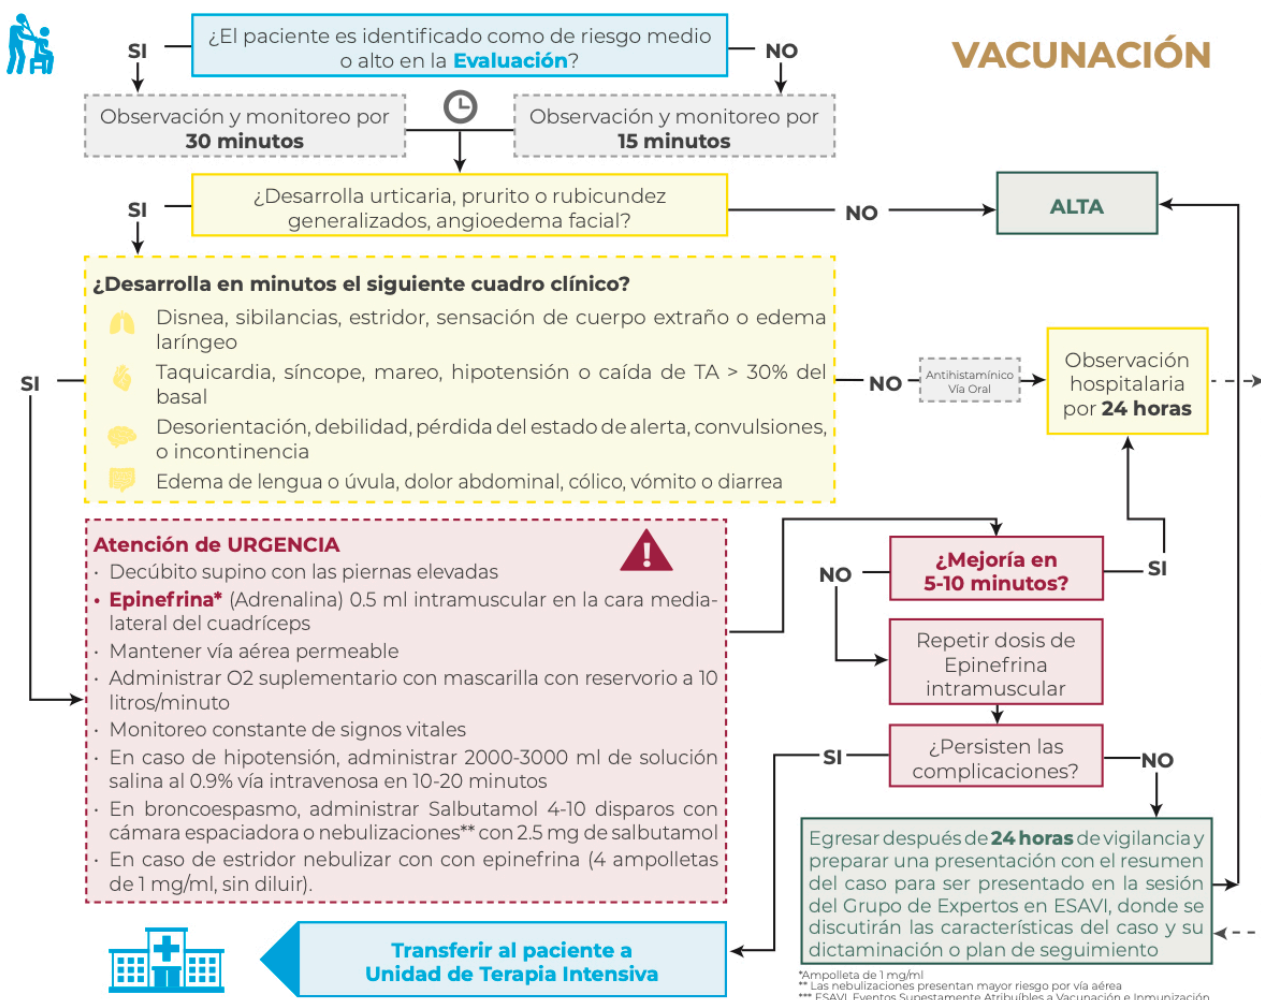 VACUNACIÓN
¿El paciente es identificado como de riesgo medio
o alto en la Evaluación?
SI
NO
Observación y monitoreo por
30 minutos
Observación y monitoreo por
15 minutos
¿Desarrolla urticaria, prurito o rubicundez
generalizados, angioedema facial?
SI
NO
ALTA
¿Desarrolla en minutos el siguiente cuadro clínico?
Disnea, sibilancias, estridor, sensación de cuerpo extraño o edema
laríngeo
Taquicardia, síncope, mareo, hipotensión o caída de TA > 30% del
basal
Desorientación, debilidad, pérdida del estado de alerta, convulsiones,
o incontinencia
Edema de lengua o úvula, dolor abdominal, cólico, vómito o diarrea
SI
NO
Antihistamínico
Vía Oral
Observación
hospitalaria
por 24 horas
Atención de URGENCIA
· Decúbito supino con las piernas elevadas
• Epinefrina* (Adrenalina) 0.5 ml intramuscular en la cara media-
lateral del cuadríceps
· Mantener vía aérea permeable
· Administrar O2 suplementario con mascarilla con reservorio a 10
litros/minuto
· Monitoreo constante de signos vitales
· En caso de hipotensión, administrar 2000-3000 ml de solución
salina al 0.9% vía intravenosa en 10-20 minutos
· En broncoespasmo, administrar Salbutamol 4-10 disparos con
cámara espaciadora o nebulizaciones** con 2.5 mg de salbutamol
· En caso de estridor nebulizar con con epinefrina (4 ampolletas
de 1 mg/ml, sin diluir).
¿Mejoría en
5-10 minutos?
NO
SI
Repetir dosis de
Epinefrina
intramuscular
¿Persisten las
complicaciones?
SI
NO
Egresar después de 24 horas de vigilancia y
preparar una presentación con el resumen
del caso para ser presentado en la sesión
del Grupo de Expertos en ESAVI, donde se
discutirán las características del caso y su
dictaminación o plan de seguimiento
Transferir al paciente a
Unidad de Terapia Intensiva
*Ampolleta de 1 mg/ml
** Las nebulizaciones presentan mayor riesgo por vía aérea
*** ESAVI. Eventos Supestamente Atribuíbles a Vacunación e Inmunización